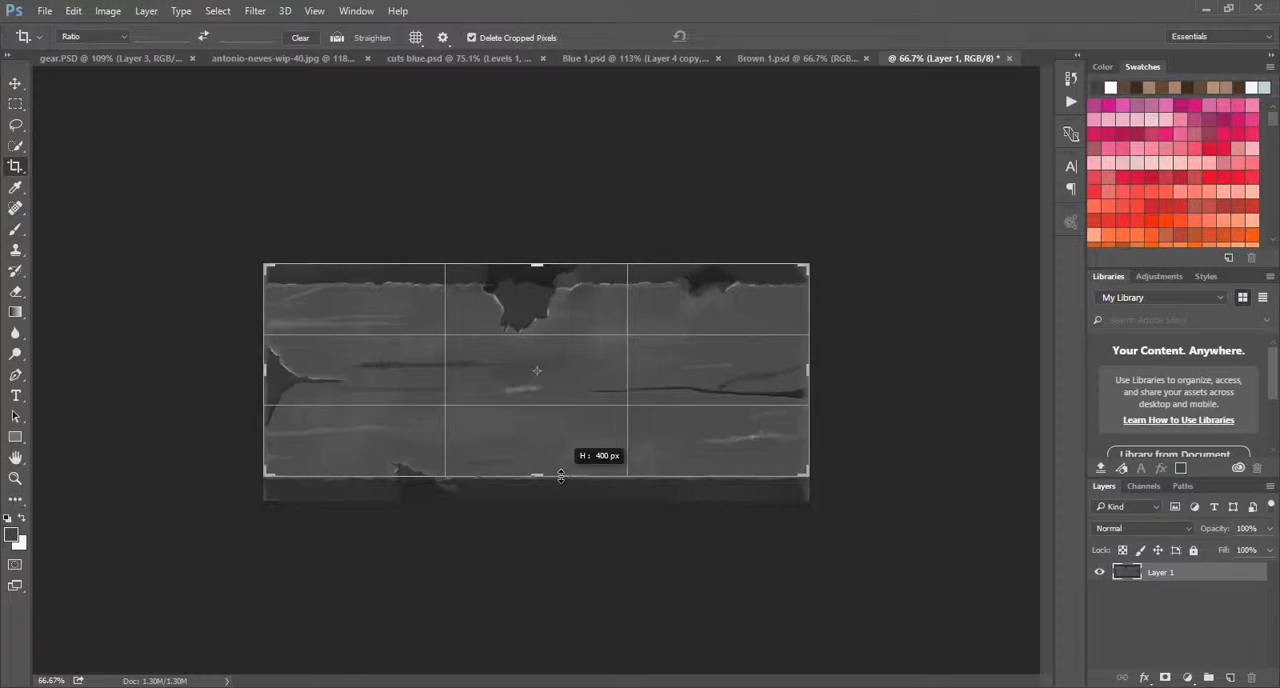 Ps File Edit Image Layer Type Select Filter 3D View Window Help
Ratio Clear Straighten Delete Cropped Pixels Essentials
gear.PSD @ 109% (Layer 3, RGB/... × antonio-neves-wip-40.jpg @ 118... × cuts blue.psd @ 75.1% (Levels 1, ... × Blue 1.psd @ 113% (Layer 4 copy,... × Brown 1.psd @ 66.7% (RGB... × @ 66.7% (Layer 1, RGB/8) * ×
Color Swatches
Libraries Adjustments Styles
My Library
Search Adobe Stock
Your Content. Anywhere.
Use Libraries to organize, access,
and share your assets across
desktop and mobile.
Learn How to Use Libraries
Library from Document
H : 400 px
Layers Channels Paths
Kind
Normal Opacity: 100%
Lock: Fill: 100%
Layer 1
66.67% Doc: 1.30M/1.30M